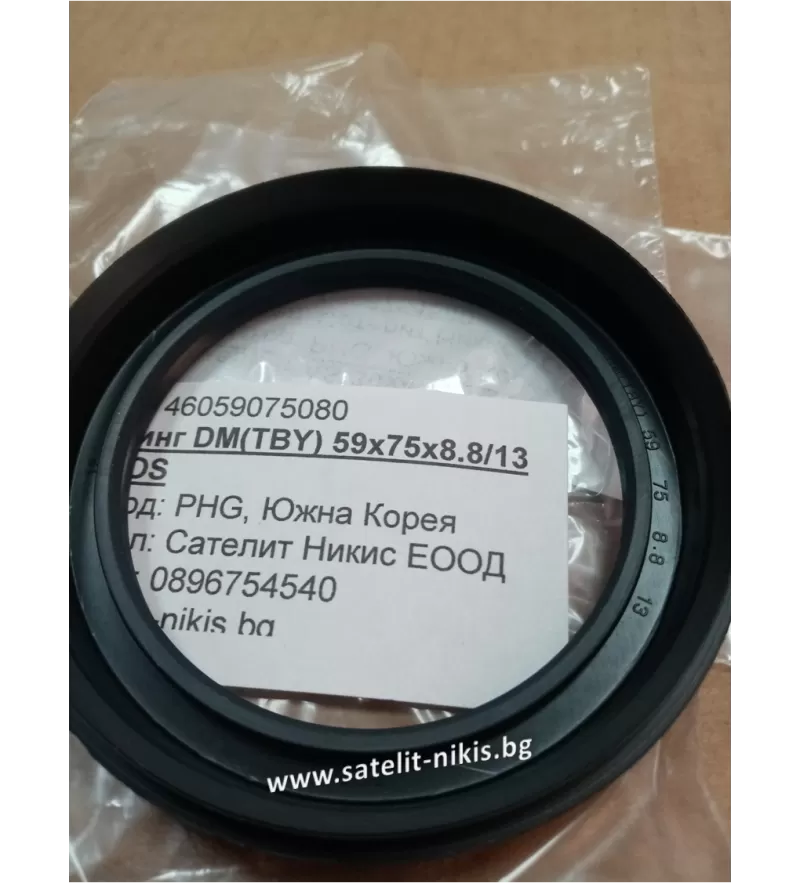 46059075080
инг DM(TBY) 59x75x8.8/13
OS
од: PHG, Южна Корея
л: Сателит Никис ЕООД
: 0896754540
-nikis bg
59 75 8.8 13
www.satelit-nikis.bg